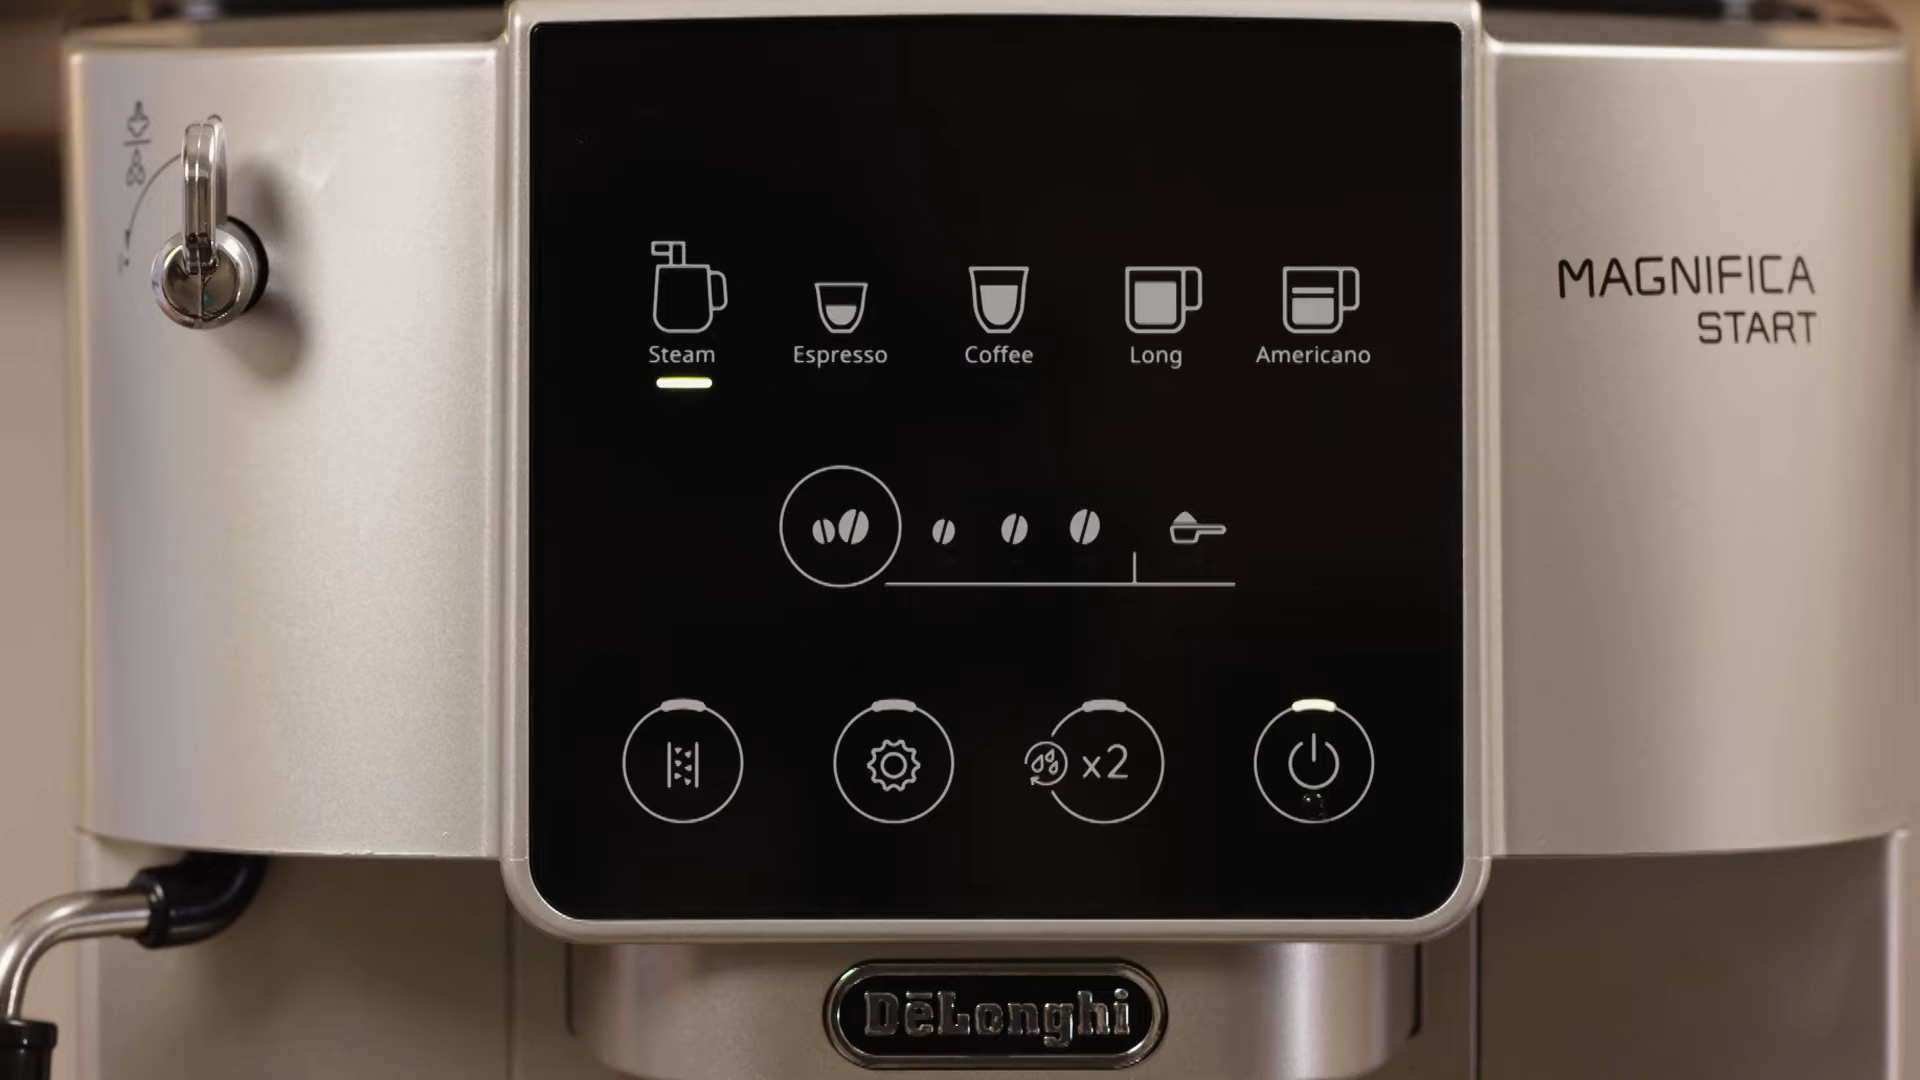 Steam
Espresso
Coffee
Long
Americano
MAGNIFICA
START
x2
DēLonghi